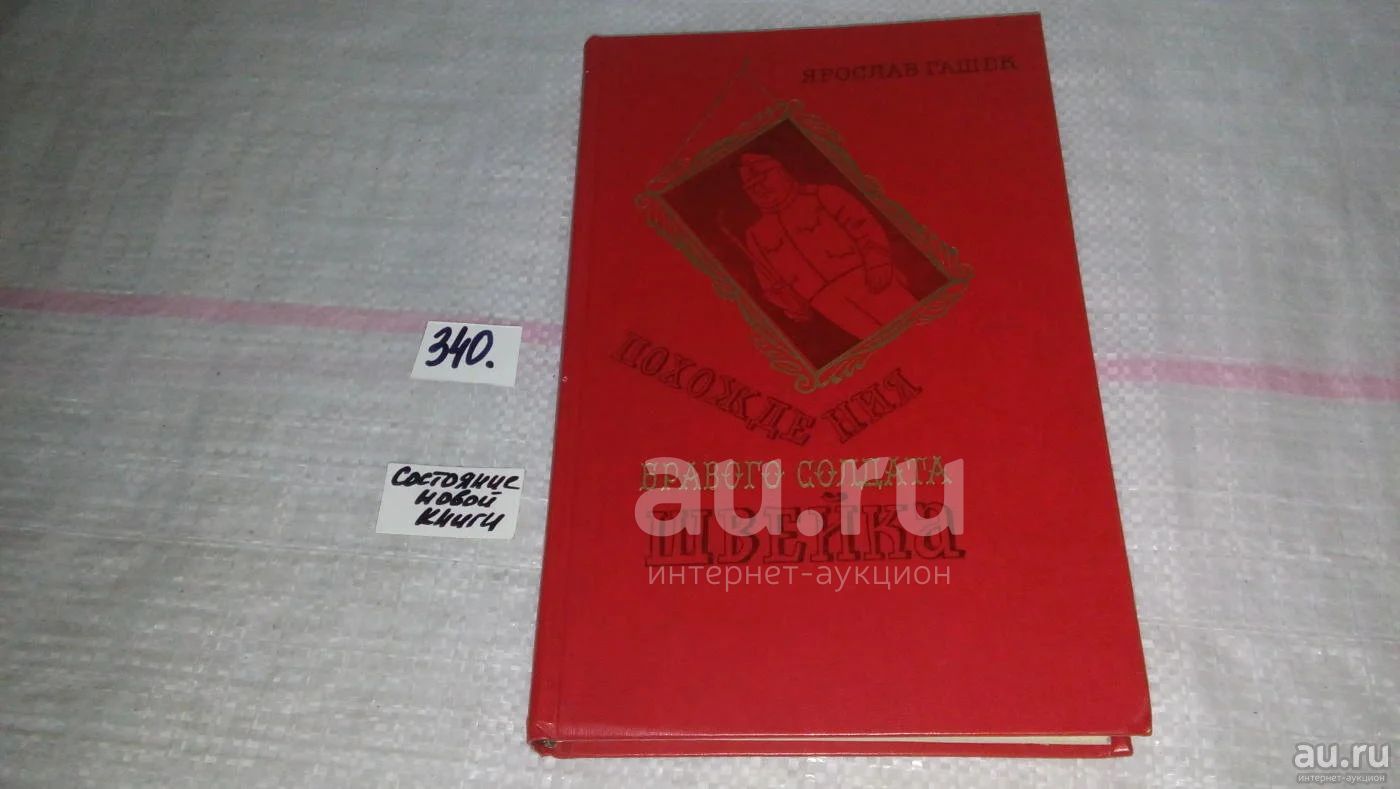 ЯРОСЛАВ ГАШЕК
ПОХОЖДЕНИЯ
БРАВОГО СОЛДАТА
ШВЕЙКа
340.
Состояние
новой
книги
au.ru
интернет-аукцион
au.ru
интернет-аукцион